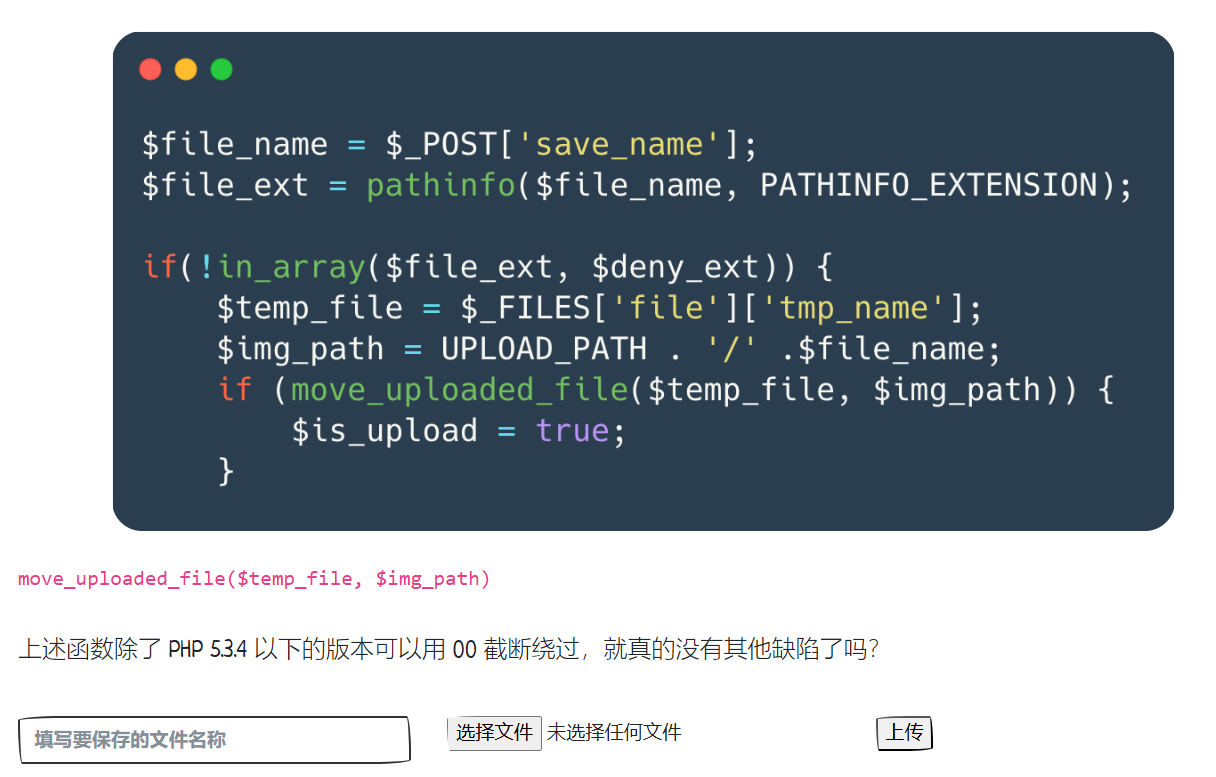 $file_name = $_POST['save_name'];
$file_ext = pathinfo($file_name, PATHINFO_EXTENSION);
if(!in_array($file_ext, $deny_ext)) {
    $temp_file = $_FILES['file']['tmp_name'];
    $img_path = UPLOAD_PATH . '/' .$file_name;
    if (move_uploaded_file($temp_file, $img_path)) {
        $is_upload = true;
    }
move_uploaded_file($temp_file, $img_path)
上述函数除了 PHP 5.3.4 以下的版本可以用 00 截断绕过，就真的没有其他缺陷了吗?
填写要保存的文件名称 选择文件 未选择任何文件 上传